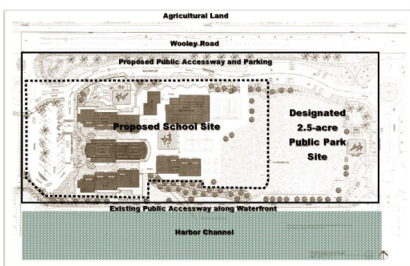 Agricultural Land
Wooley Road
Proposed Public Accessway and Parking
Proposed School Site
Designated
2.5-acre
Public Park
Site
Existing Public Accessway along Waterfront
Harbor Channel